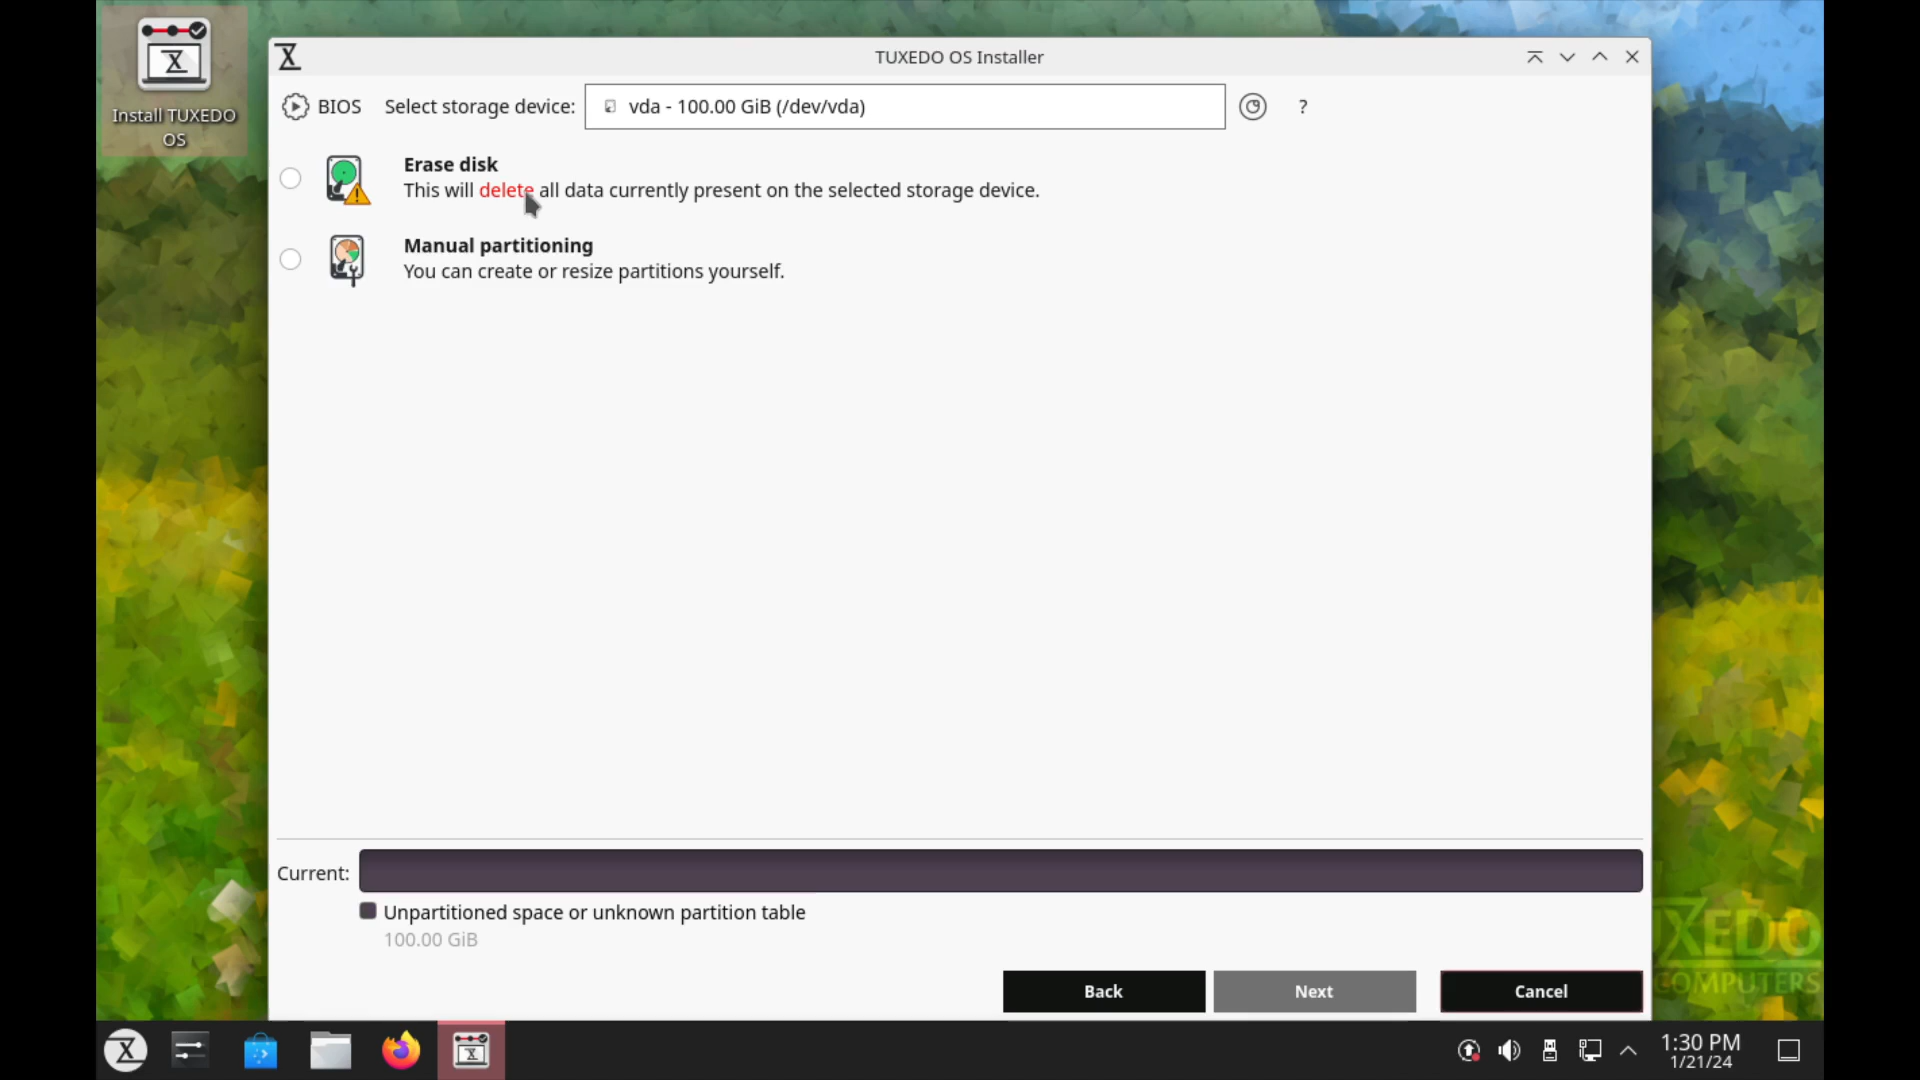 Install TUXEDO
OS
TUXEDO OS Installer
BIOS
Select storage device:
vda - 100.00 GiB (/dev/vda)
?
Erase disk
This will delete all data currently present on the selected storage device.
Manual partitioning
You can create or resize partitions yourself.
Current:
Unpartitioned space or unknown partition table
100.00 GiB
Back
Next
Cancel
XEDO
COMPUTERS
1:30 PM
1/21/24